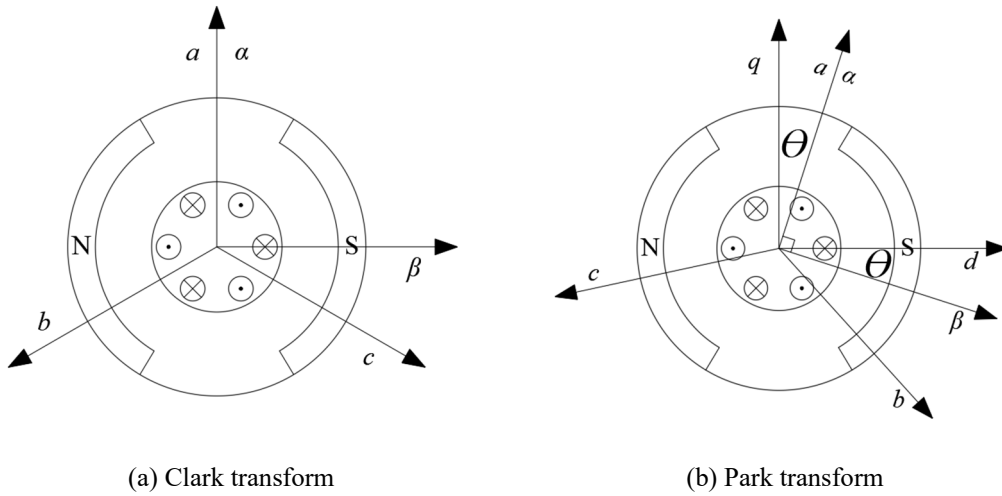 a α
N S
β
b
c
(a) Clark transform
q a α
Θ
N S
Θ d
c
β
b
(b) Park transform